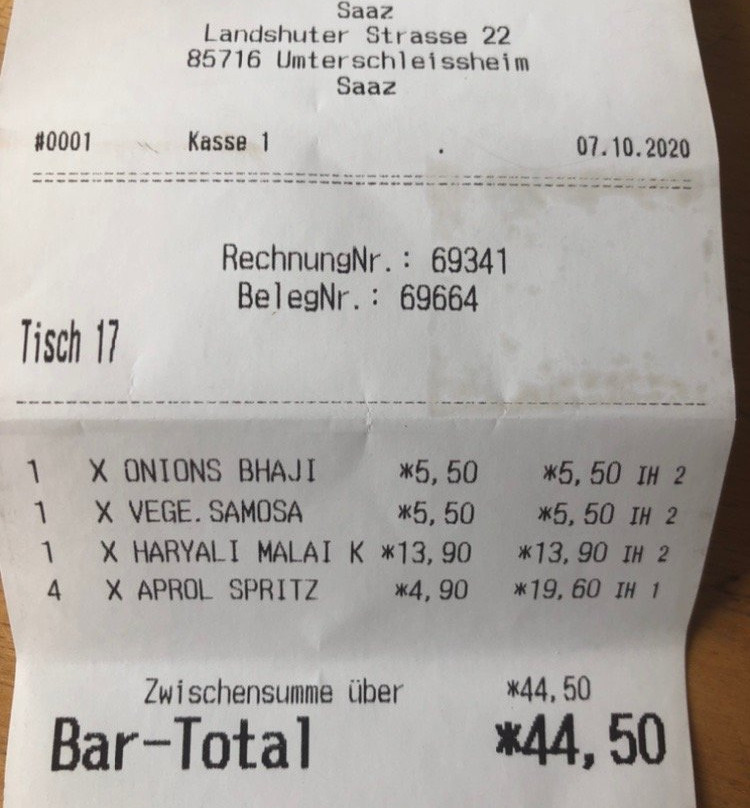 Saaz
Landshuter Strasse 22
85716 Umterschleissheim
Saaz
#0001 Kasse 1 07.10.2020
RechnungNr.: 69341
BelegNr.: 69664
Tisch 17
1 X ONIONS BHAJI *5,50 *5,50 IH 2
1 X VEGE.SAMOSA *5,50 *5,50 IH 2
1 X HARYALI MALAI K *13,90 *13,90 IH 2
4 X APROL SPRITZ *4,90 *19,60 IH 1
Zwischensumme über *44,50
Bar-Total *44,50